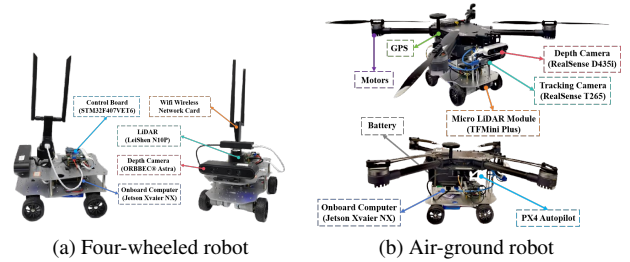 Control Board
(STM32F407VET6)
Wifi Wireless
Network Card
LiDAR
(LeiShen N10P)
Depth Camera
(ORBBEC® Astra)
Onboard Computer
(Jetson Xvaier NX)
(a) Four-wheeled robot
GPS
Motors
Depth Camera
(RealSense D435i)
Tracking Camera
(RealSense T265)
Micro LiDAR Module
(TFMini Plus)
Battery
Onboard Computer
(Jetson Xvaier NX)
PX4 Autopilot
(b) Air-ground robot